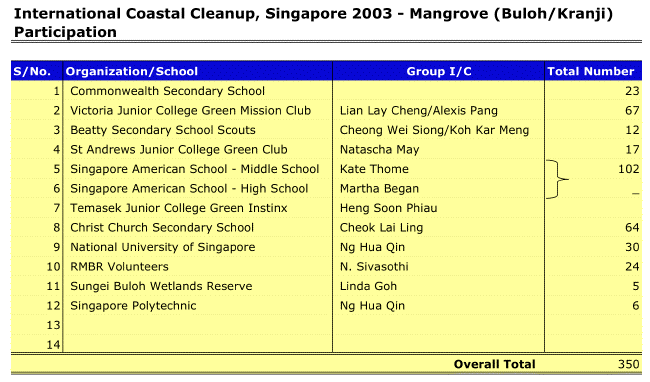 International Coastal Cleanup, Singapore 2003 - Mangrove (Buloh/Kranji)
Participation
S/No. Organization/School Group I/C Total Number
1 Commonwealth Secondary School 23
2 Victoria Junior College Green Mission Club Lian Lay Cheng/Alexis Pang 67
3 Beatty Secondary School Scouts Cheong Wei Siong/Koh Kar Meng 12
4 St Andrews Junior College Green Club Natascha May 17
5 Singapore American School - Middle School Kate Thome 102
6 Singapore American School - High School Martha Began _
7 Temasek Junior College Green Instinx Heng Soon Phiau
8 Christ Church Secondary School Cheok Lai Ling 64
9 National University of Singapore Ng Hua Qin 30
10 RMBR Volunteers N. Sivasothi 24
11 Sungei Buloh Wetlands Reserve Linda Goh 5
12 Singapore Polytechnic Ng Hua Qin 6
13
14
Overall Total 350